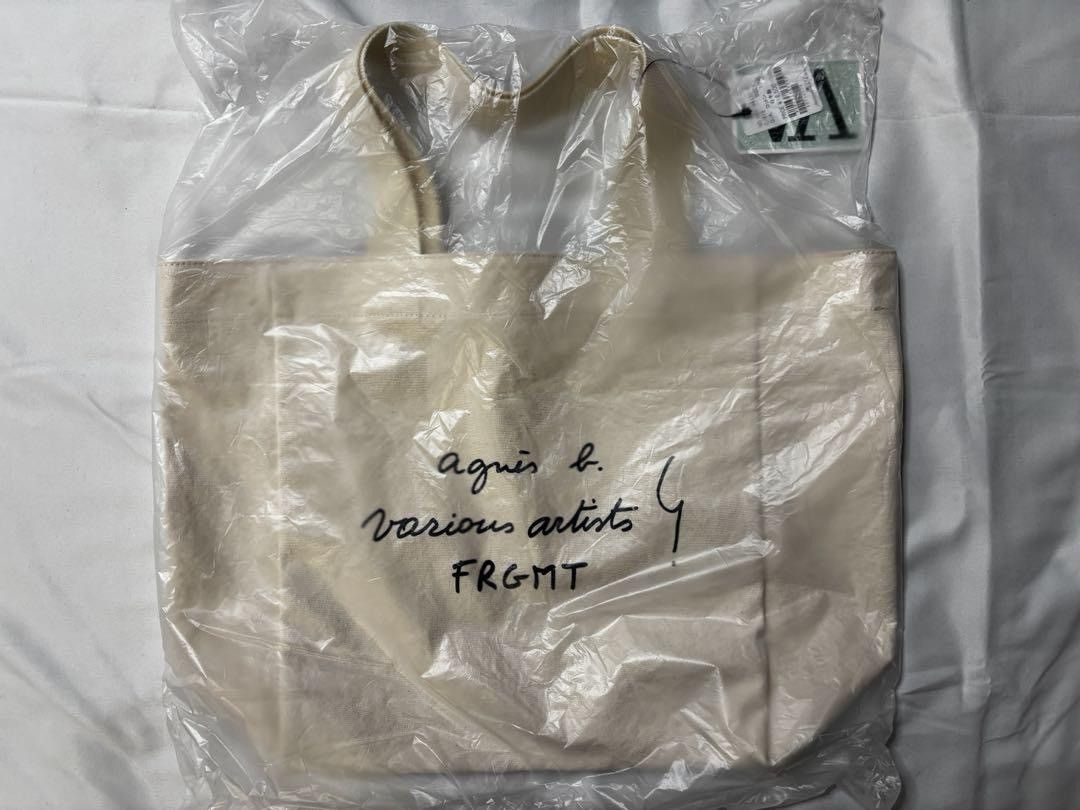 agnès b.
various artists
FRGMT